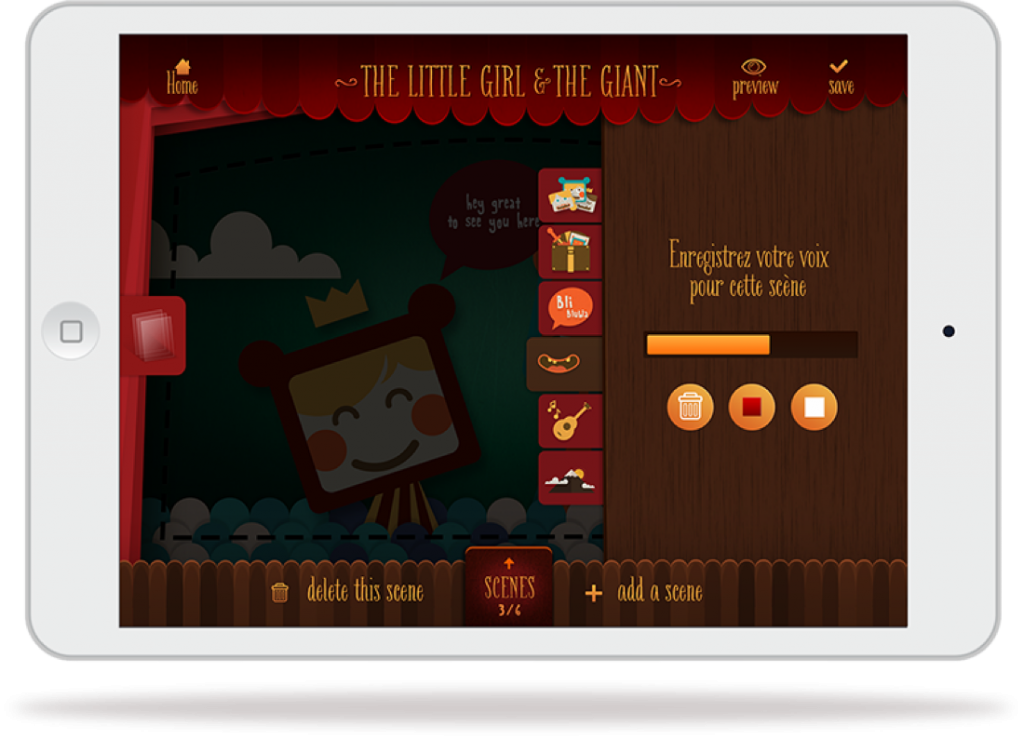 Home
~THE LITTLE GIRL & THE GIANT~
preview
save
hey great
to see you here
Bli
BlaBla
Enregistrez votre voix
pour cette scène
delete this scene
SCENES
3/6
+ add a scene